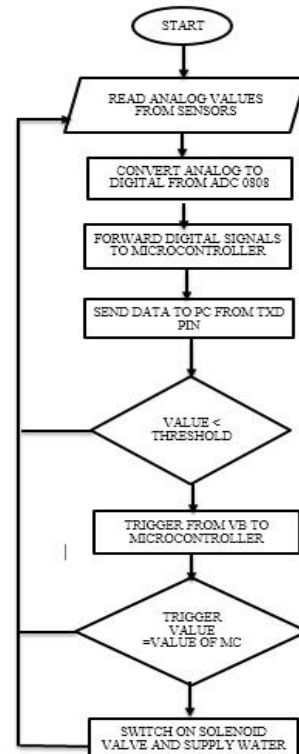 START
READ ANALOG VALUES
FROM SENSORS
CONVERT ANALOG TO
DIGITAL FROM ADC 0808
FORWARD DIGITAL SIGNALS
TO MICROCONTROLLER
SEND DATA TO PC FROM TXD
PIN
VALUE <
THRESHOLD
TRIGGER FROM VB TO
MICROCONTROLLER
TRIGGER
VALUE
=VALUE OF MC
SWITCH ON SOLENOID
VALVE AND SUPPLY WATER